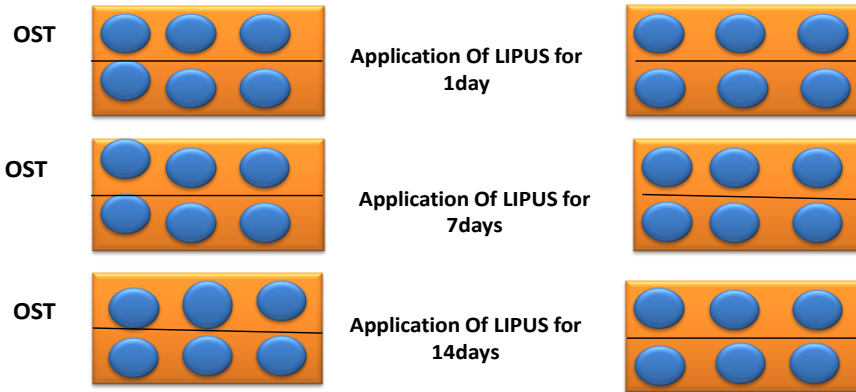 OST
Application Of LIPUS for
1day
OST
Application Of LIPUS for
7days
OST
Application Of LIPUS for
14days